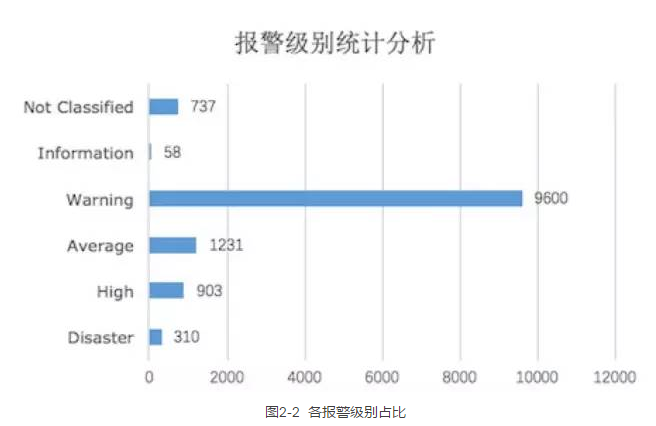 报警级别统计分析
Not Classified 737
Information 58
Warning 9600
Average 1231
High 903
Disaster 310
0 2000 4000 6000 8000 10000 12000
图2-2 各报警级别占比